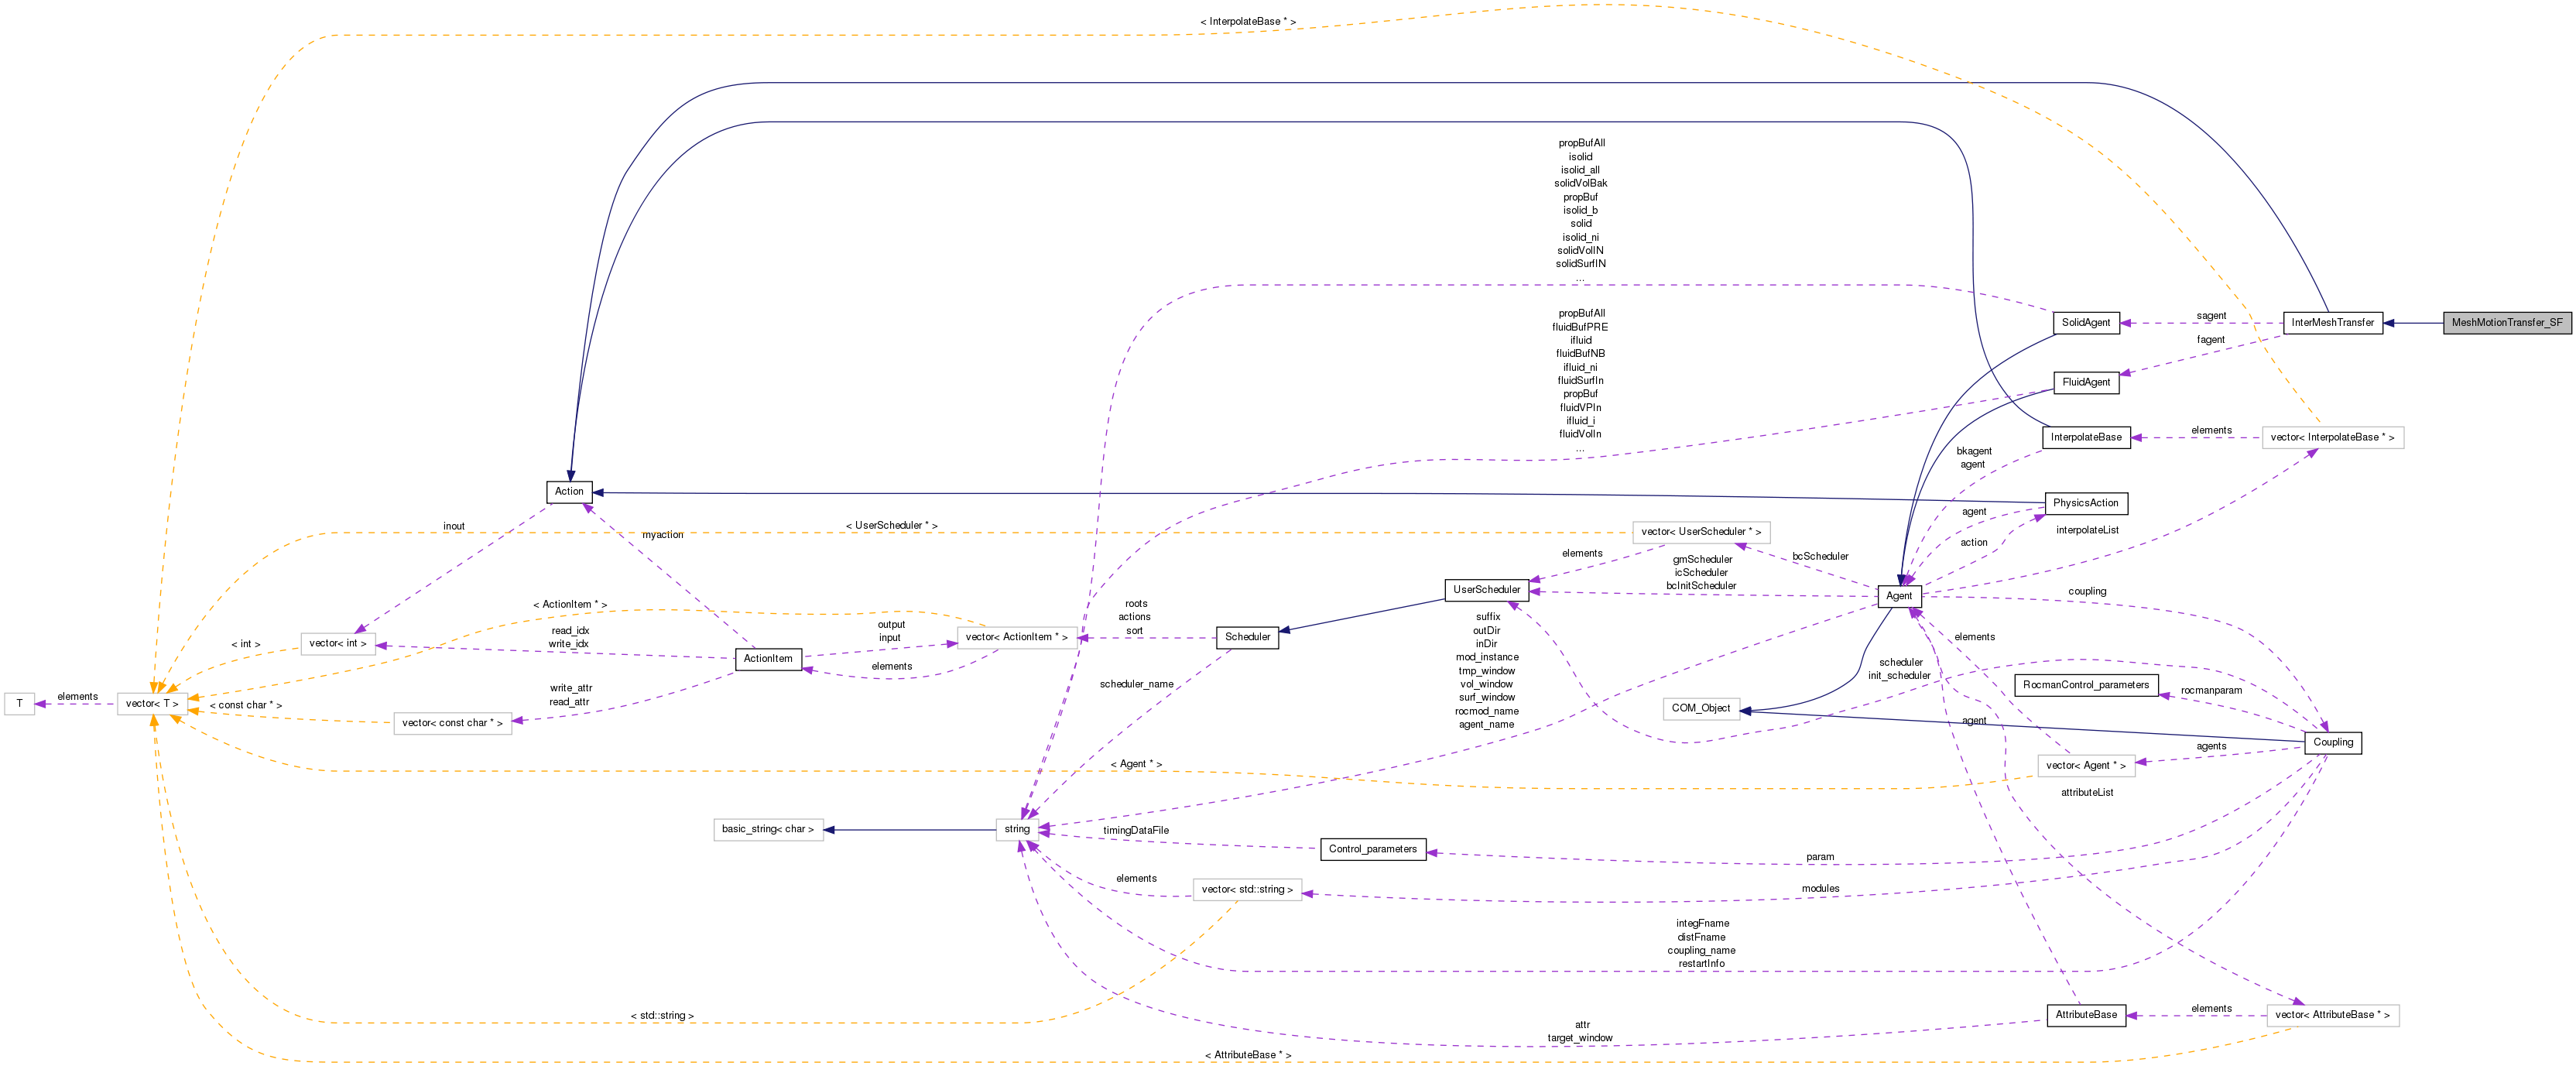 < InterpolateBase * >
propBufAll
isolid
isolid_all
solidVolBak
propBuf
isolid_b
solid
isolid_ni
solidVolIN
solidSurfIN
...
propBufAll
fluidBufPRE
ifluid
fluidBufNB
ifluid_ni
fluidSurfIn
propBuf
fluidVPIn
ifluid_i
fluidVolIn
...
SolidAgent
sagent
InterMeshTransfer
MeshMotionTransfer_SF
fagent
FluidAgent
InterpolateBase
elements
vector< InterpolateBase * >
bkagent
agent
Action
PhysicsAction
agent
action
interpolateList
inout
myaction
< UserScheduler * >
vector< UserScheduler * >
elements
bcScheduler
gmScheduler
icScheduler
bcInitScheduler
UserScheduler
Agent
coupling
< ActionItem * >
roots
actions
sort
suffix
outDir
inDir
mod_instance
tmp_window
vol_window
surf_window
rocmod_name
agent_name
output
input
vector< ActionItem * >
Scheduler
elements
read_idx
write_idx
< int >
vector< int >
ActionItem
elements
scheduler
init_scheduler
RocmanControl_parameters
rocmanparam
scheduler_name
write_attr
read_attr
T
elements
vector< T >
< const char * >
vector< const char * >
COM_Object
agent
Coupling
agents
vector< Agent * >
< Agent * >
attributeList
basic_string< char >
string
timingDataFile
Control_parameters
param
elements
vector< std::string >
modules
integFname
distFname
coupling_name
restartInfo
< std::string >
attr
target_window
AttributeBase
elements
vector< AttributeBase * >
< AttributeBase * >